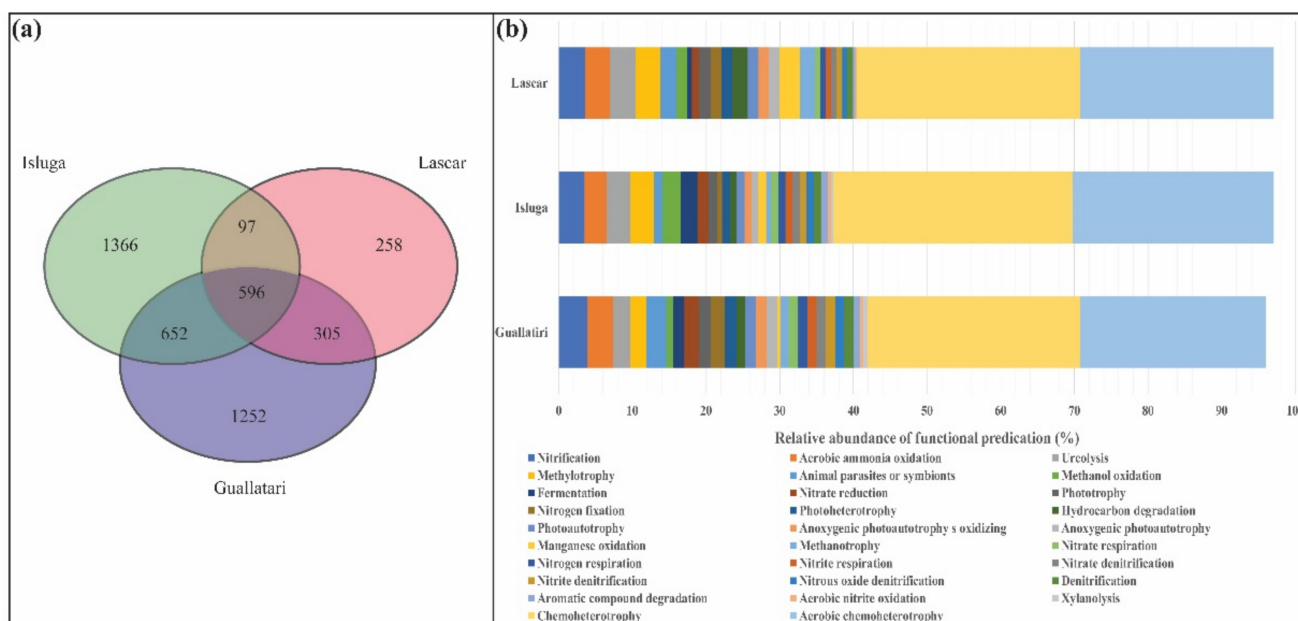 (a)
Isluga
Lascar
97
1366
258
596
652
305
1252
Guallatari
(b)
Lascar
Isluga
Guallatiri
0 10 20 30 40 50 60 70 80 90 10
Relative abundance of functional predication (%)
Nitrification Aerobic ammonia oxidation Ureolysis
Methylotrophy Animal parasites or symbionts Methanol oxidation
Fermentation Nitrate reduction Phototrophy
Nitrogen fixation Photoheterotrophy Hydrocarbon degradation
Photoautotrophy Anoxygenic photoautotrophy s oxidizing Anoxygenic photoautotrophy
Manganese oxidation Methanotrophy Nitrate respiration
Nitrogen respiration Nitrite respiration Nitrate denitrification
Nitrite denitrification Nitrous oxide denitrification Denitrification
Aromatic compound degradation Aerobic nitrite oxidation Xylanolysis
Chemoheterotrophy Aerobic chemoheterotrophy